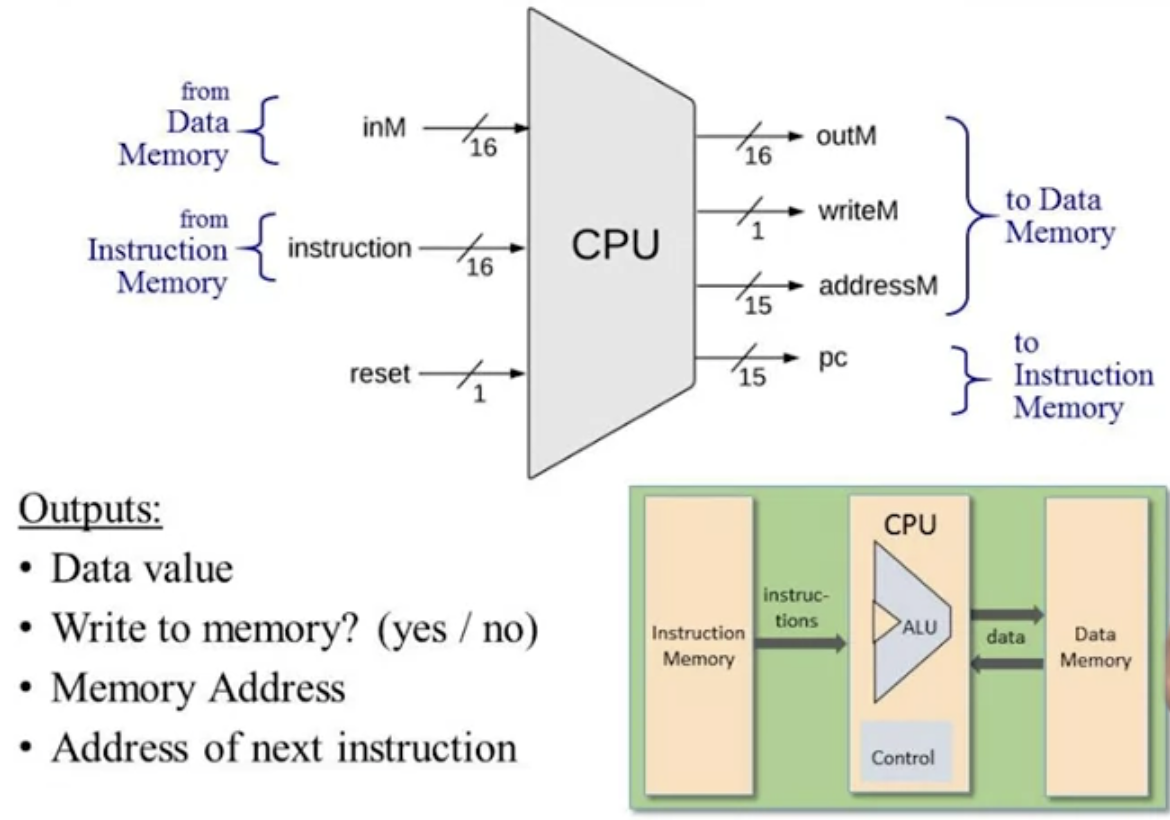 from
Data
Memory
inM
16
from
Instruction
Memory
instruction
16
reset
1
CPU
outM
16
writeM
1
addressM
15
pc
15
to Data
Memory
to
Instruction
Memory
Outputs:
• Data value
• Write to memory? (yes / no)
• Memory Address
• Address of next instruction
Instruction
Memory
instruc-
tions
CPU
ALU
Control
data
Data
Memory